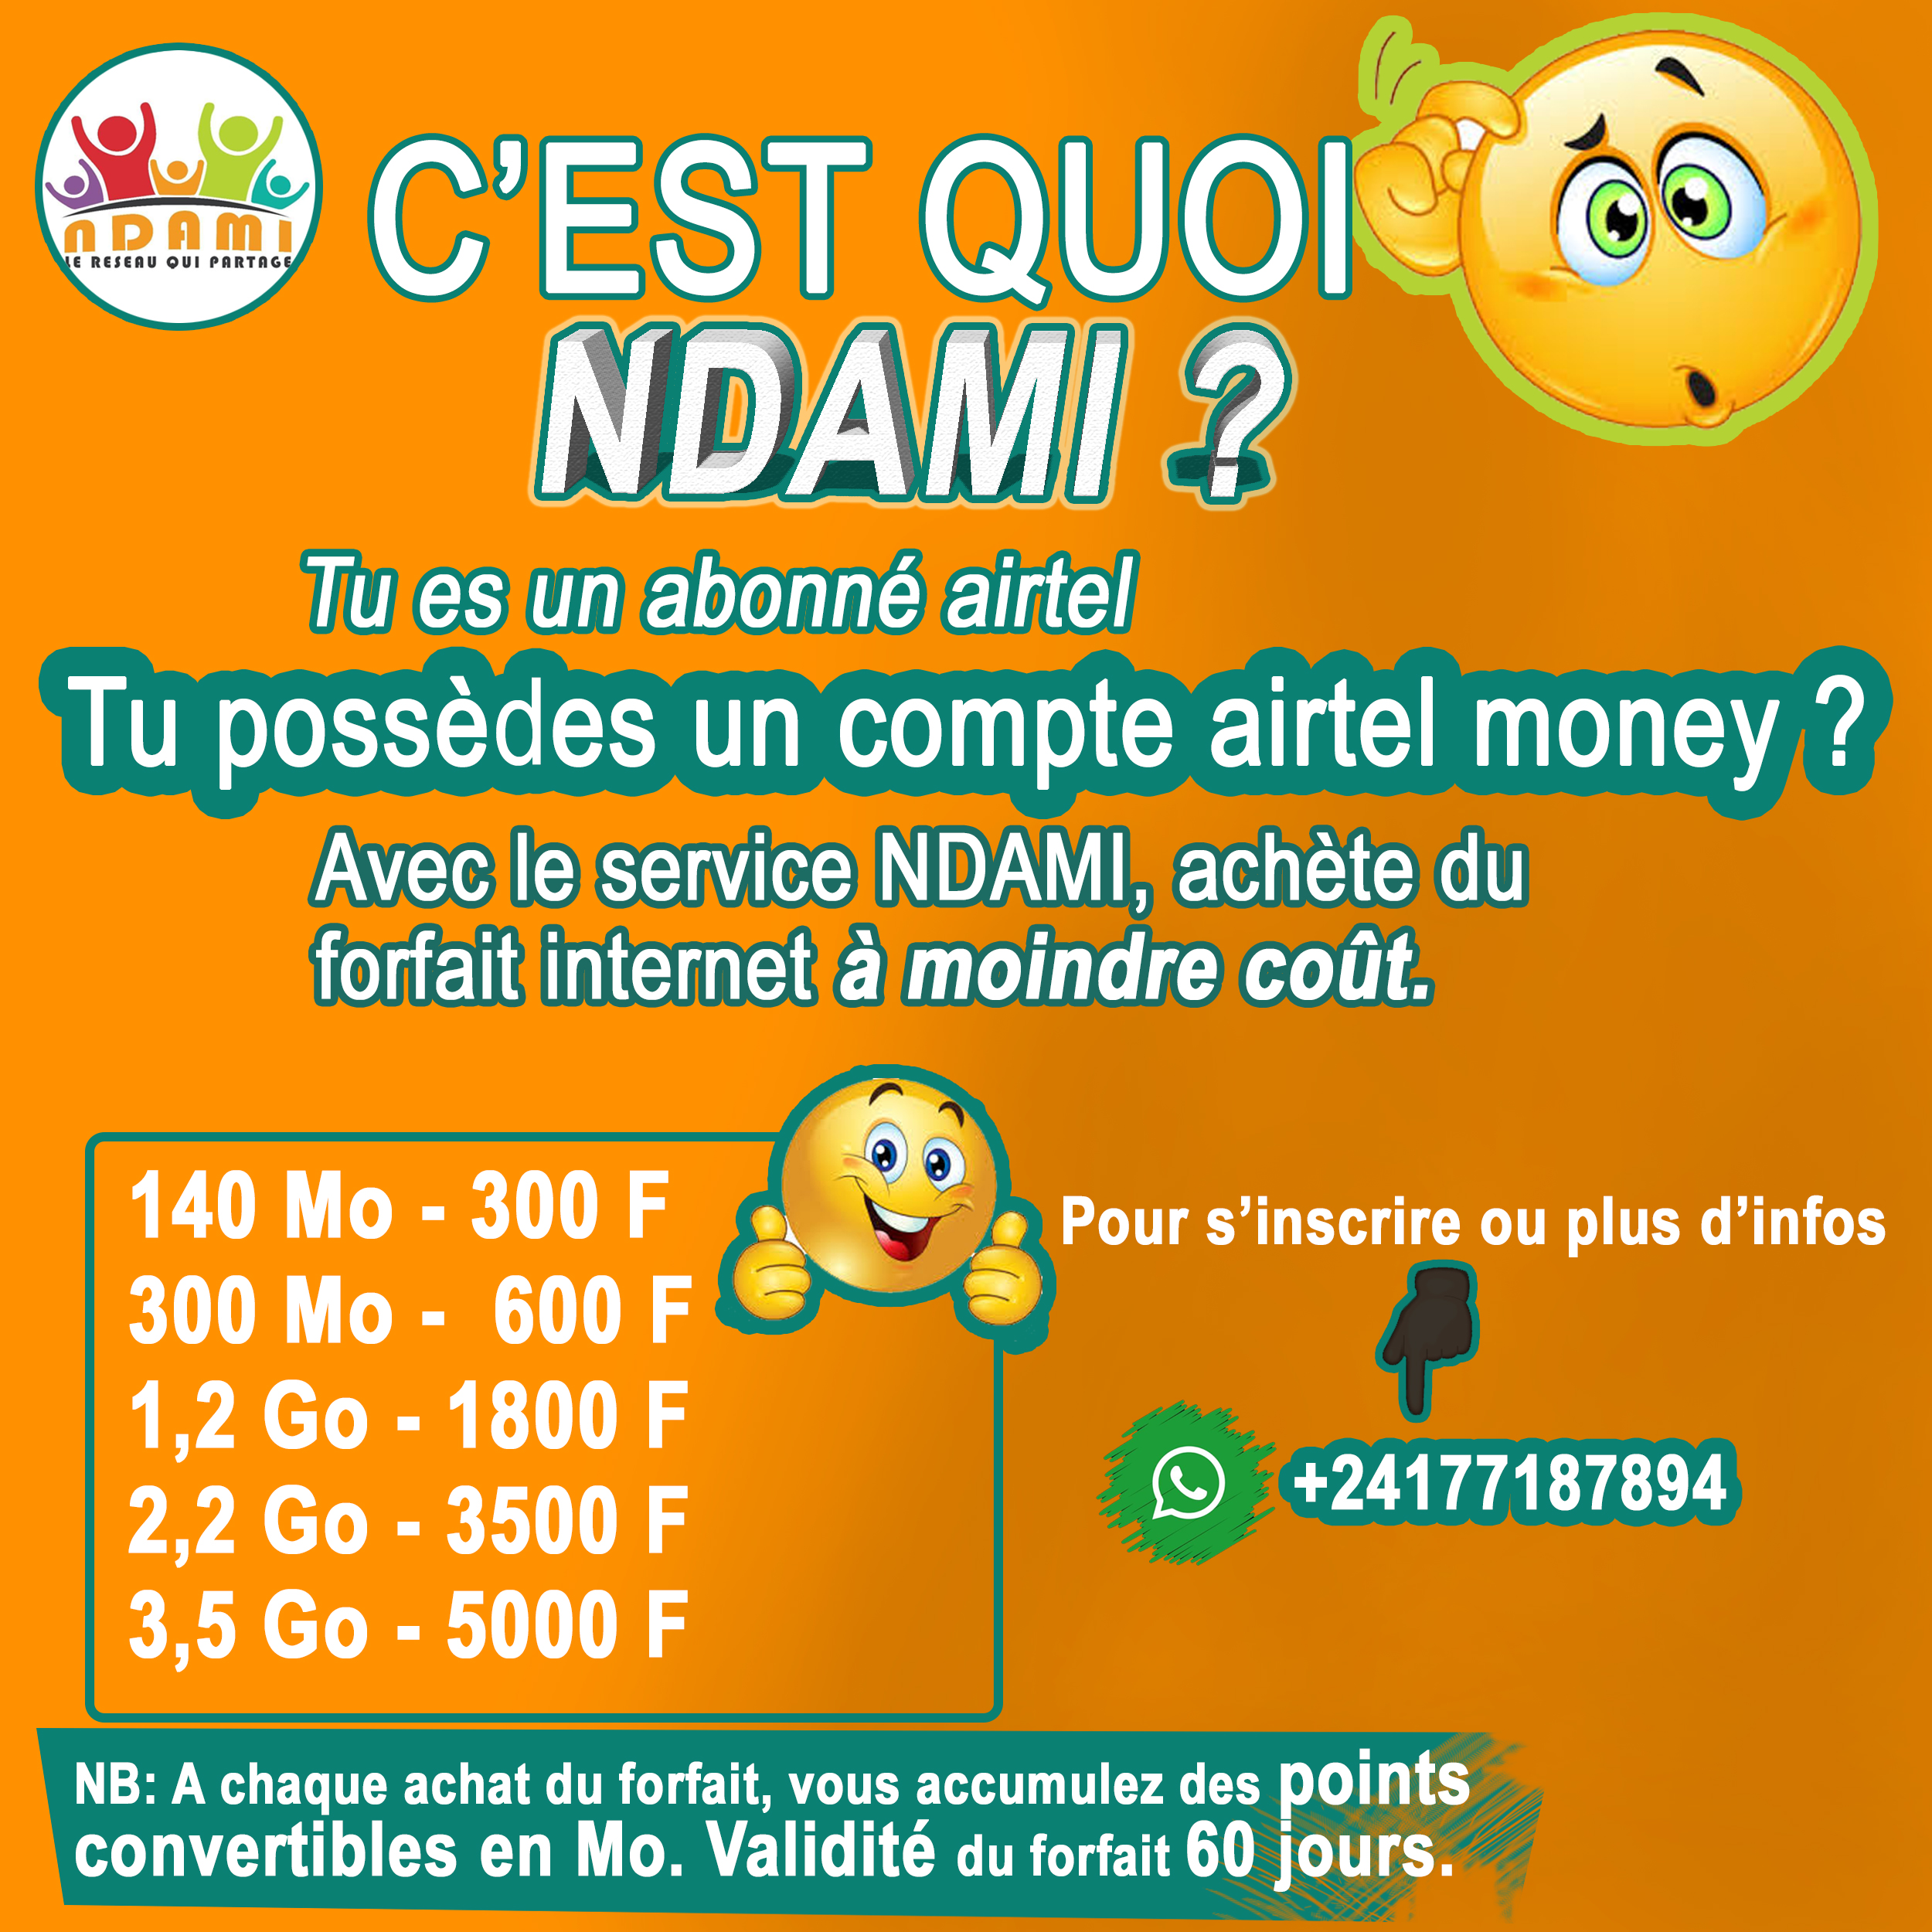 NDAMI
LE RESEAU QUI PARTAGE
C'EST QUOI
NDAMI ?
Tu es un abonné airtel
Tu possèdes un compte airtel money ?
Avec le service NDAMI, achète du
forfait internet à moindre coût.
140 Mo - 300 F
300 Mo - 600 F
1,2 Go - 1800 F
2,2 Go - 3500 F
3,5 Go - 5000 F
Pour s'inscrire ou plus d'infos
+24177187894
NB: A chaque achat du forfait, vous accumulez des points
convertibles en Mo. Validité du forfait 60 jours.